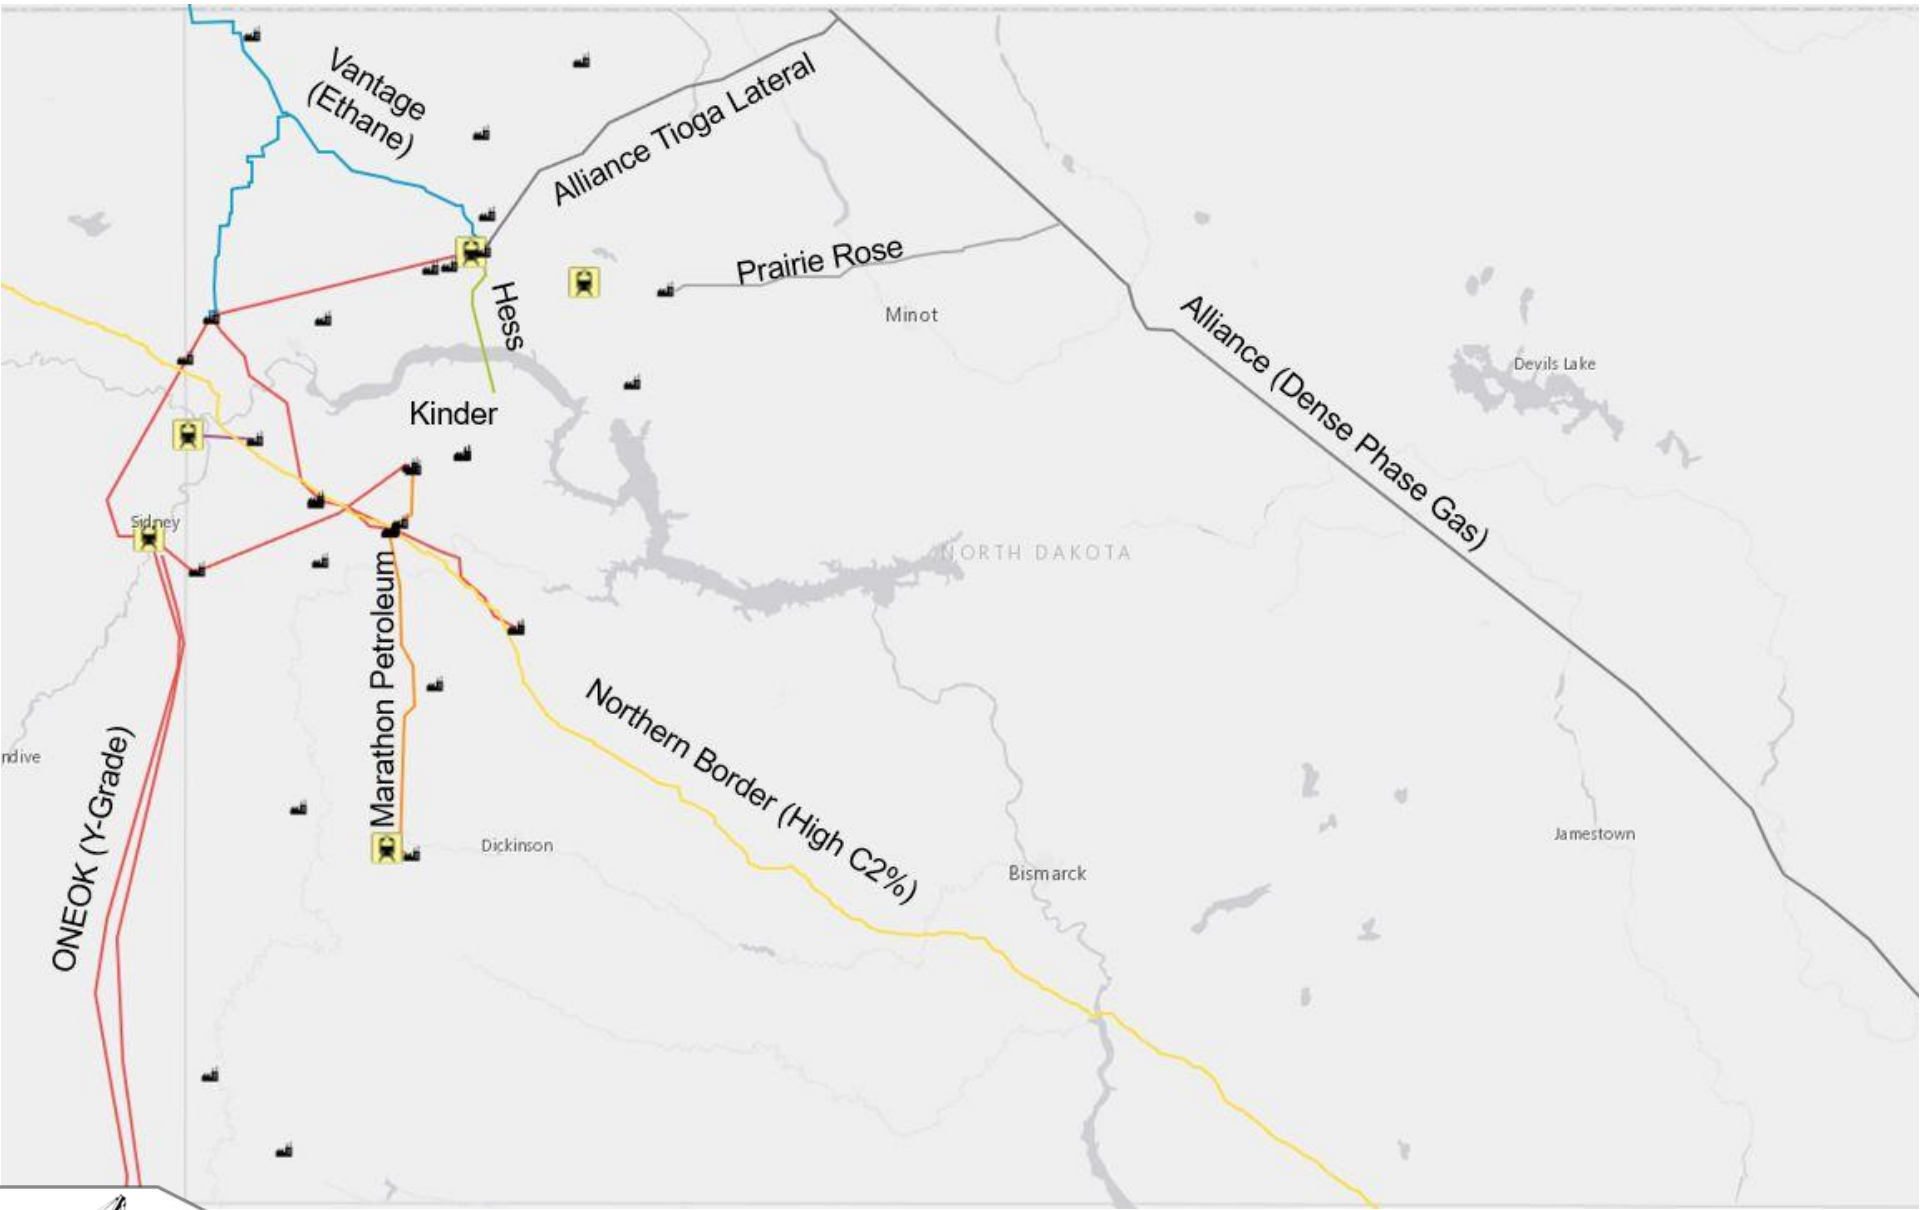 Vantage
(Ethane)
Alliance Tioga Lateral
Prairie Rose
Hess
Minot
Alliance (Dense Phase Gas)
Devils Lake
Kinder
Sidney
NORTH DAKOTA
Marathon Petroleum
Northern Border (High C2%)
ONEOK (Y-Grade)
ndive
Dickinson
Bismarck
Jamestown